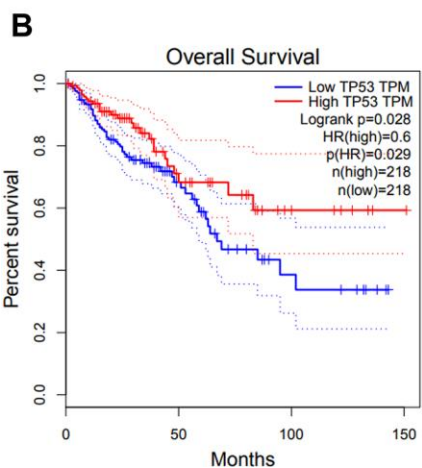 B
Overall Survival
Low TP53 TPM
High TP53 TPM
Logrank p=0.028
HR(high)=0.6
p(HR)=0.029
n(high)=218
n(low)=218
Percent survival
1.0
0.8
0.6
0.4
0.2
0.0
0 50 100 150
Months